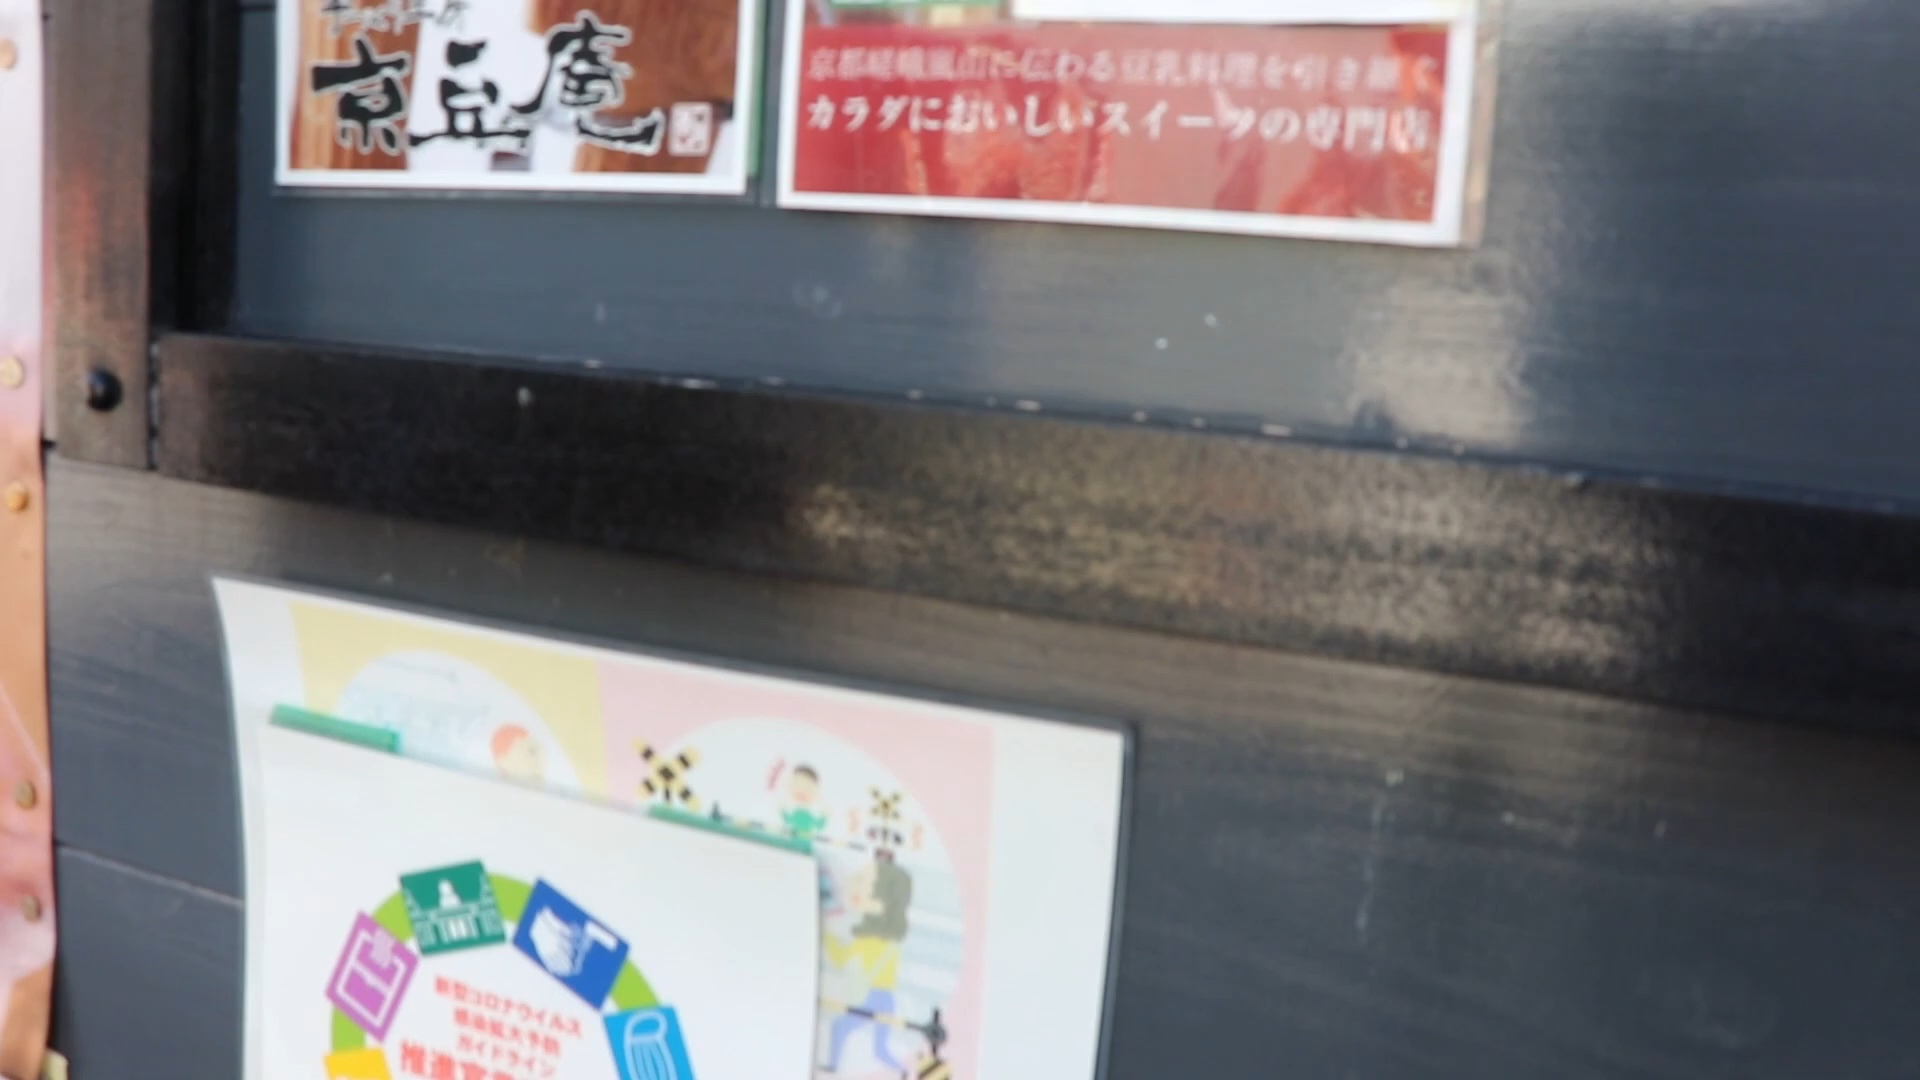 京豆庵
京都嵯峨嵐山に伝わる豆乳料理を引き継ぐ
カラダにおいしいスイーツの専門店
新型コロナウイルス
感染拡大予防
ガイドライン
推進宣